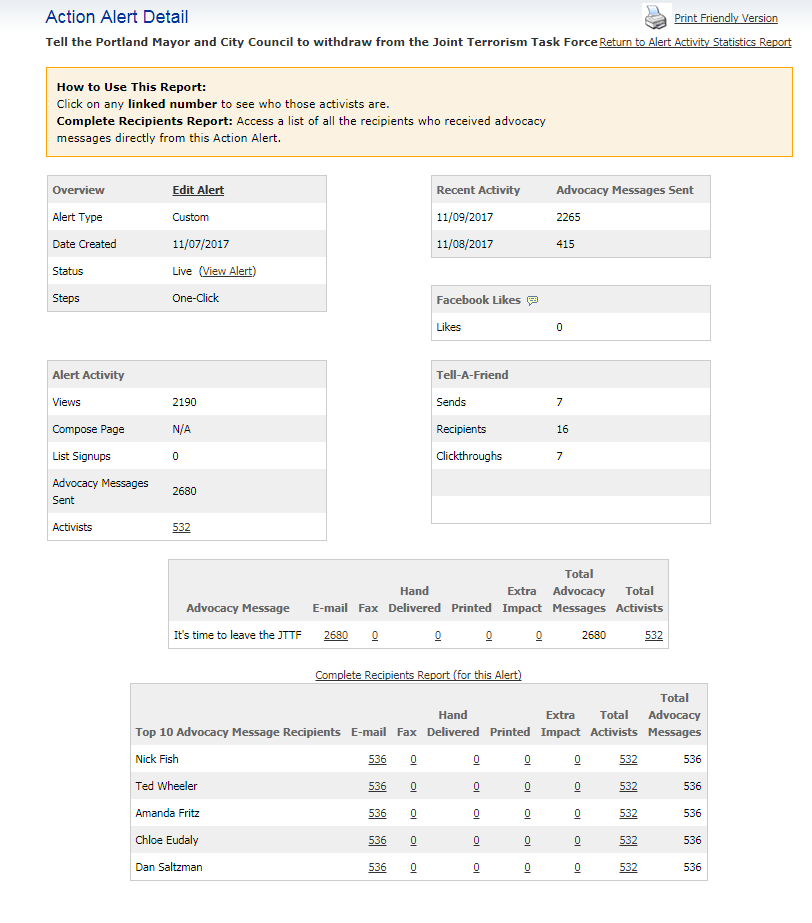 Action Alert Detail
Print Friendly Version
Tell the Portland Mayor and City Council to withdraw from the Joint Terrorism Task Force Return to Alert Activity Statistics Report
How to Use This Report:
Click on any linked number to see who those activists are.
Complete Recipients Report: Access a list of all the recipients who received advocacy
messages directly from this Action Alert.
Overview Edit Alert
Alert Type Custom
Date Created 11/07/2017
Status Live (View Alert)
Steps One-Click
Recent Activity Advocacy Messages Sent
11/09/2017 2265
11/08/2017 415
Facebook Likes
Likes 0
Alert Activity
Views 2190
Compose Page N/A
List Signups 0
Advocacy Messages
Sent 2680
Activists 532
Tell-A-Friend
Sends 7
Recipients 16
Clickthroughs 7
Total
Hand Extra Advocacy Total
Advocacy Message E-mail Fax Delivered Printed Impact Messages Activists
It's time to leave the JTTF 2680 0 0 0 0 2680 532
Complete Recipients Report (for this Alert)
Total
Hand Extra Total Advocacy
Top 10 Advocacy Message Recipients E-mail Fax Delivered Printed Impact Activists Messages
Nick Fish 536 0 0 0 0 532 536
Ted Wheeler 536 0 0 0 0 532 536
Amanda Fritz 536 0 0 0 0 532 536
Chloe Eudaly 536 0 0 0 0 532 536
Dan Saltzman 536 0 0 0 0 532 536